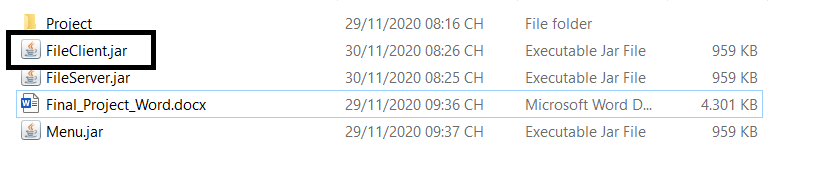 Project 29/11/2020 08:16 CH File folder
FileClient.jar 30/11/2020 08:26 CH Executable Jar File 959 KB
FileServer.jar 30/11/2020 08:25 CH Executable Jar File 959 KB
Final_Project_Word.docx 29/11/2020 09:36 CH Microsoft Word D... 4.301 KB
Menu.jar 29/11/2020 09:37 CH Executable Jar File 959 KB